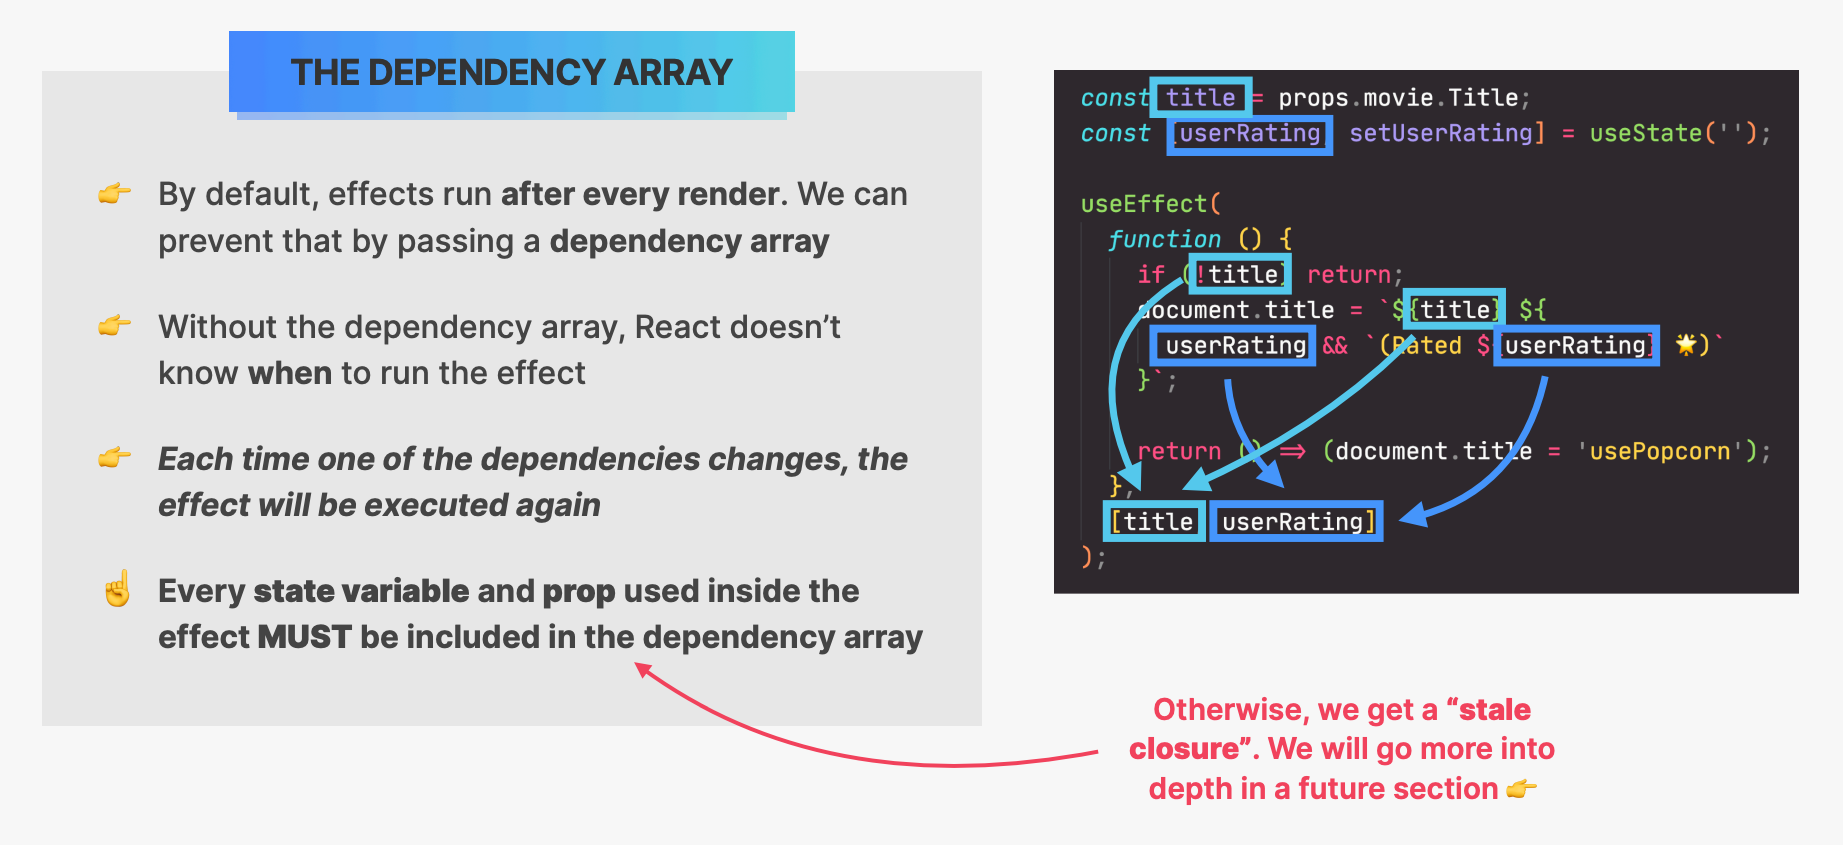 THE DEPENDENCY ARRAY
👉 By default, effects run after every render. We can
prevent that by passing a dependency array
👉 Without the dependency array, React doesn’t
know when to run the effect
👉 Each time one of the dependencies changes, the
effect will be executed again
☝️ Every state variable and prop used inside the
effect MUST be included in the dependency array
const title = props.movie.Title;
const [userRating, setUserRating] = useState('');
useEffect(
function () {
if (!title) return;
document.title = `${title} ${
userRating && `(Rated ${userRating} 🌟)`
}`;
return () => (document.title = 'usePopcorn');
},
[title userRating]
);
Otherwise, we get a “stale
closure”. We will go more into
depth in a future section 👉